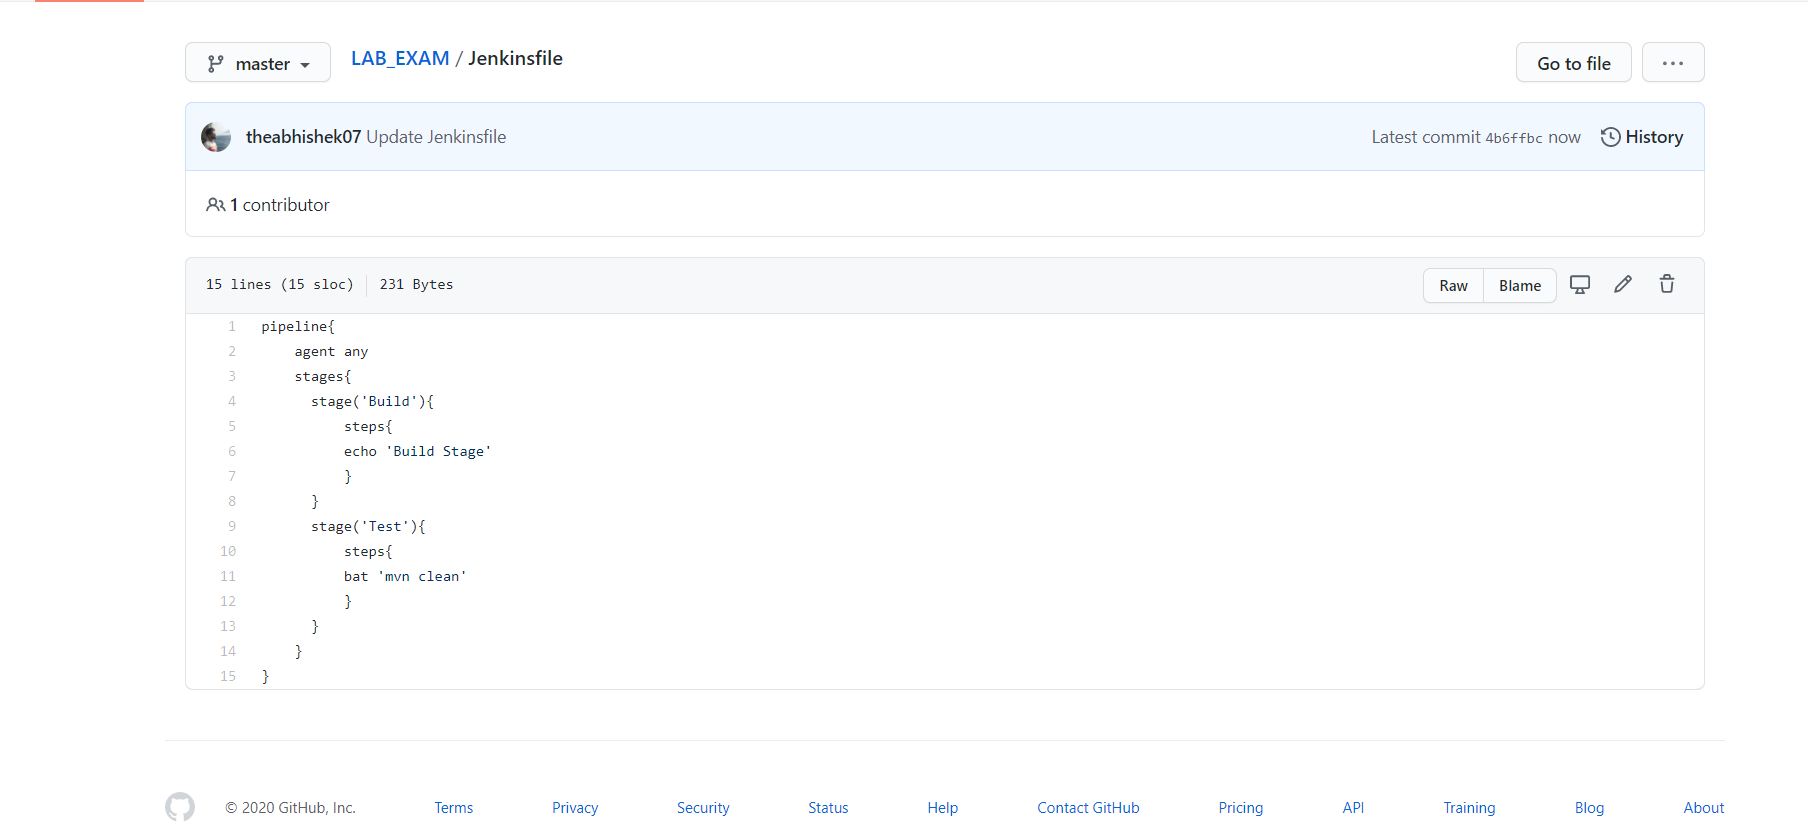 master LAB_EXAM / Jenkinsfile Go to file ...
theabhishek07 Update Jenkinsfile Latest commit 4b6ffbc now History
1 contributor
15 lines (15 sloc) 231 Bytes Raw Blame
1 pipeline{
2     agent any
3     stages{
4       stage('Build'){
5           steps{
6           echo 'Build Stage'
7           }
8       }
9       stage('Test'){
10           steps{
11           bat 'mvn clean'
12           }
13       }
14     }
15 }
© 2020 GitHub, Inc. Terms Privacy Security Status Help Contact GitHub Pricing API Training Blog About